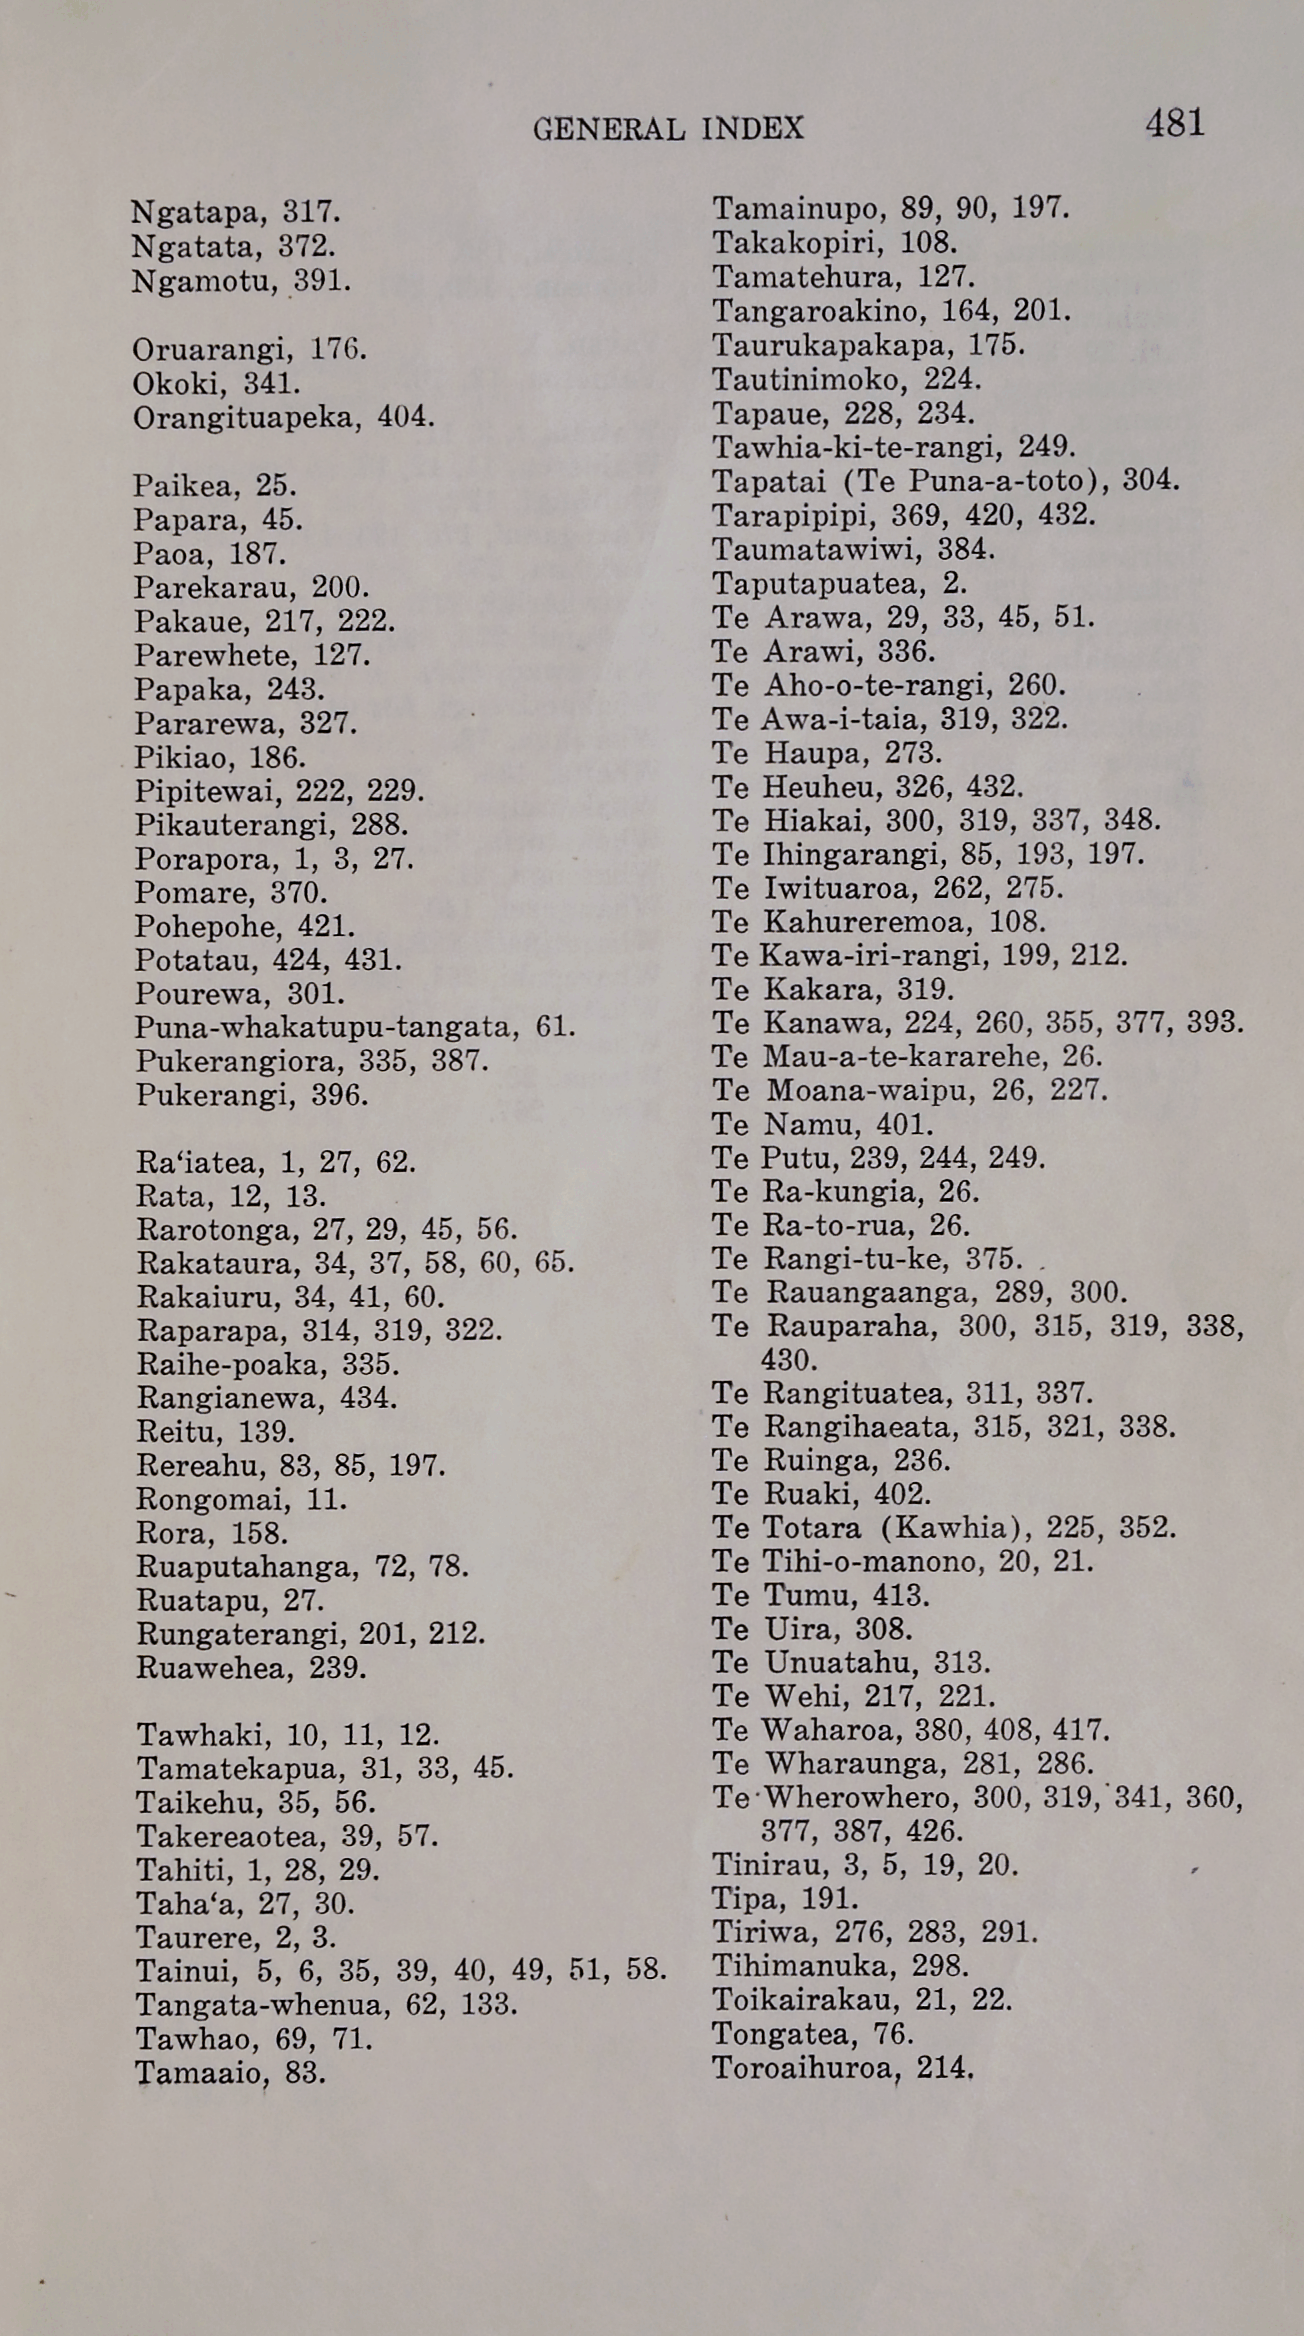 GENERAL INDEX 481
Ngatapa, 317.
Ngatata, 372.
Ngamotu, 391.
Oruarangi, 176.
Okoki, 341.
Orangituapeka, 404.
Paikea, 25.
Papara, 45.
Paoa, 187.
Parekarau, 200.
Pakaue, 217, 222.
Parewhete, 127.
Papaka, 243.
Pararewa, 327.
Pikiao, 186.
Pipitewai, 222, 229.
Pikauterangi, 288.
Porapora, 1, 3, 27.
Pomare, 370.
Pohepohe, 421.
Potatau, 424, 431.
Pourewa, 301.
Puna-whakatupu-tangata, 61.
Pukerangiora, 335, 387.
Pukerangi, 396.
Ra‘iatea, 1, 27, 62.
Rata, 12, 13.
Rarotonga, 27, 29, 45, 56.
Rakataura, 34, 37, 58, 60, 65.
Rakaiuru, 34, 41, 60.
Raparapa, 314, 319, 322.
Raihe-poaka, 335.
Rangianewa, 434.
Reitu, 139.
Rereahu, 83, 85, 197.
Rongomai, 11.
Rora, 158.
Ruaputahanga, 72, 78.
Ruatapu, 27.
Rungaterangi, 201, 212.
Ruawehea, 239.
Tawhaki, 10, 11, 12.
Tamatekapua, 31, 33, 45.
Taikehu, 35, 56.
Takereaotea, 39, 57.
Tahiti, 1, 28, 29.
Taha‘a, 27, 30.
Taurere, 2, 3.
Tainui, 5, 6, 35, 39, 40, 49, 51, 58.
Tangata-whenua, 62, 133.
Tawhao, 69, 71.
Tamaaio, 83.
Tamainupo, 89, 90, 197.
Takakopiri, 108.
Tamatehura, 127.
Tangaroakino, 164, 201.
Taurukapakapa, 175.
Tautinimoko, 224.
Tapaue, 228, 234.
Tawhia-ki-te-rangi, 249.
Tapatai (Te Puna-a-toto), 304.
Tarapipipi, 369, 420, 432.
Taumatawiwi, 384.
Taputapuatea, 2.
Te Arawa, 29, 33, 45, 51.
Te Arawi, 336.
Te Aho-o-te-rangi, 260.
Te Awa-i-taia, 319, 322.
Te Haupa, 273.
Te Heuheu, 326, 432.
Te Hiakai, 300, 319, 337, 348.
Te Ihingarangi, 85, 193, 197.
Te Iwituaroa, 262, 275.
Te Kahureremoa, 108.
Te Kawa-iri-rangi, 199, 212.
Te Kakara, 319.
Te Kanawa, 224, 260, 355, 377, 393.
Te Mau-a-te-kararehe, 26.
Te Moana-waipu, 26, 227.
Te Namu, 401.
Te Putu, 239, 244, 249.
Te Ra-kungia, 26.
Te Ra-to-rua, 26.
Te Rangi-tu-ke, 375.
Te Rauangaanga, 289, 300.
Te Rauparaha, 300, 315, 319, 338,
430.
Te Rangituatea, 311, 337.
Te Rangihaeata, 315, 321, 338.
Te Ruinga, 236.
Te Ruaki, 402.
Te Totara (Kawhia), 225, 352.
Te Tihi-o-manono, 20, 21.
Te Tumu, 413.
Te Uira, 308.
Te Unuatahu, 313.
Te Wehi, 217, 221.
Te Waharoa, 380, 408, 417.
Te Wharaunga, 281, 286.
Te Wherowhero, 300, 319, 341, 360,
377, 387, 426.
Tinirau, 3, 5, 19, 20.
Tipa, 191.
Tiriwa, 276, 283, 291.
Tihimanuka, 298.
Toikairakau, 21, 22.
Tongatea, 76.
Toroaihuroa, 214.